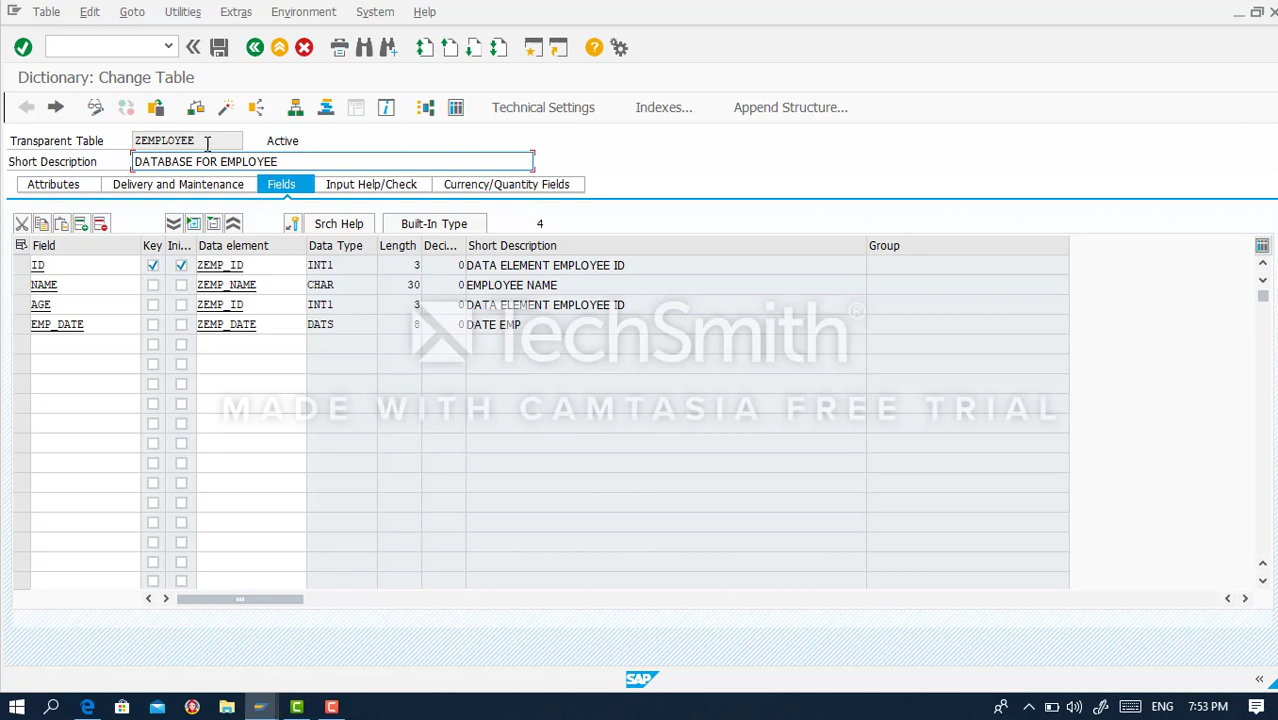 Table Edit Goto Utilities Extras Environment System Help
Dictionary: Change Table
Technical Settings Indexes... Append Structure...
Transparent Table ZEMPLOYEE Active
Short Description DATABASE FOR EMPLOYEE
Attributes Delivery and Maintenance Fields Input Help/Check Currency/Quantity Fields
Srch Help Built-In Type 4
Field Key Ini... Data element Data Type Length Deci... Short Description Group
ID ZEMP_ID INT1 3 0 DATA ELEMENT EMPLOYEE ID
NAME ZEMP_NAME CHAR 30 0 EMPLOYEE NAME
AGE ZEMP_ID INT1 3 0 DATA ELEMENT EMPLOYEE ID
EMP_DATE ZEMP_DATE DATS 8 0 DATE EMP
TechSmith®
MADE WITH CAMTASIA FREE TRIAL
SAP
ENG 7:53 PM